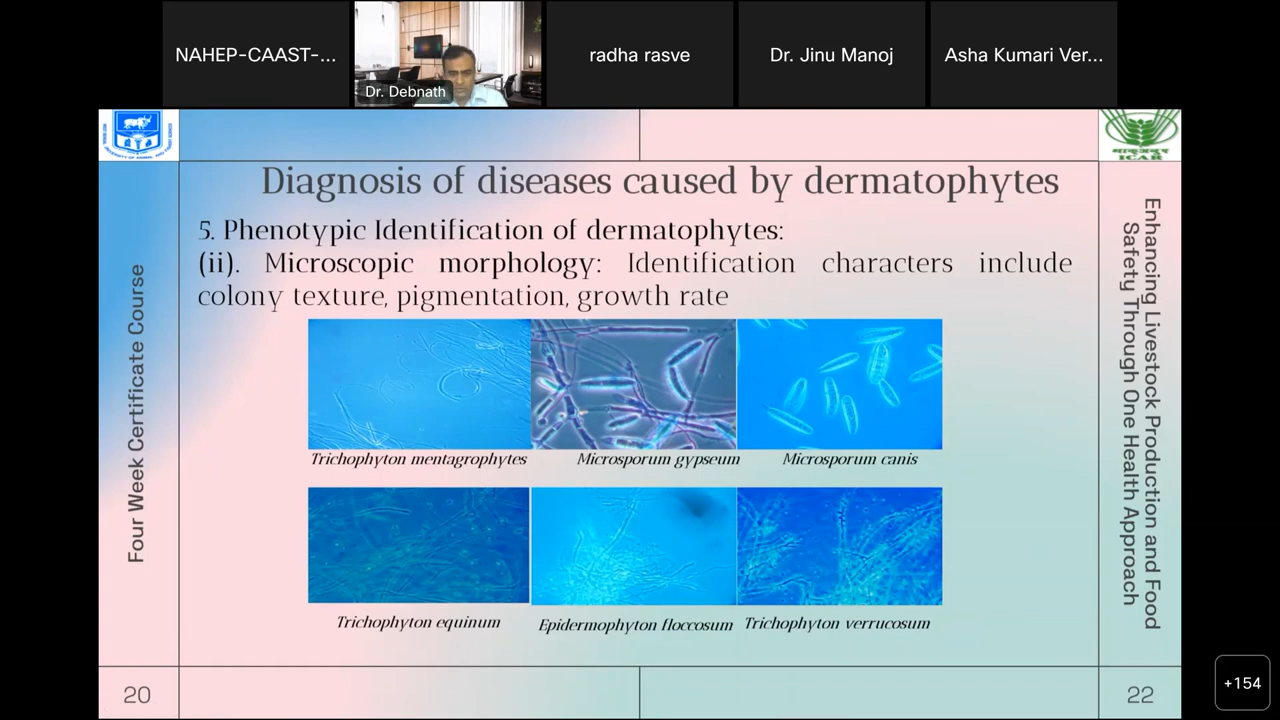 NAHEP-CAAST-...
Dr. Debnath
radha rasve
Dr. Jinu Manoj
Asha Kumari Ver...
ICAR
Diagnosis of diseases caused by dermatophytes
5. Phenotypic Identification of dermatophytes:
(ii). Microscopic morphology: Identification characters include
colony texture, pigmentation, growth rate
Trichophyton mentagrophytes
Microsporum gypseum
Microsporum canis
Trichophyton equinum
Epidermophyton floccosum
Trichophyton verrucosum
Four Week Certificate Course
Enhancing Livestock Production and Food
Safety Through One Health Approach
20
22
+154